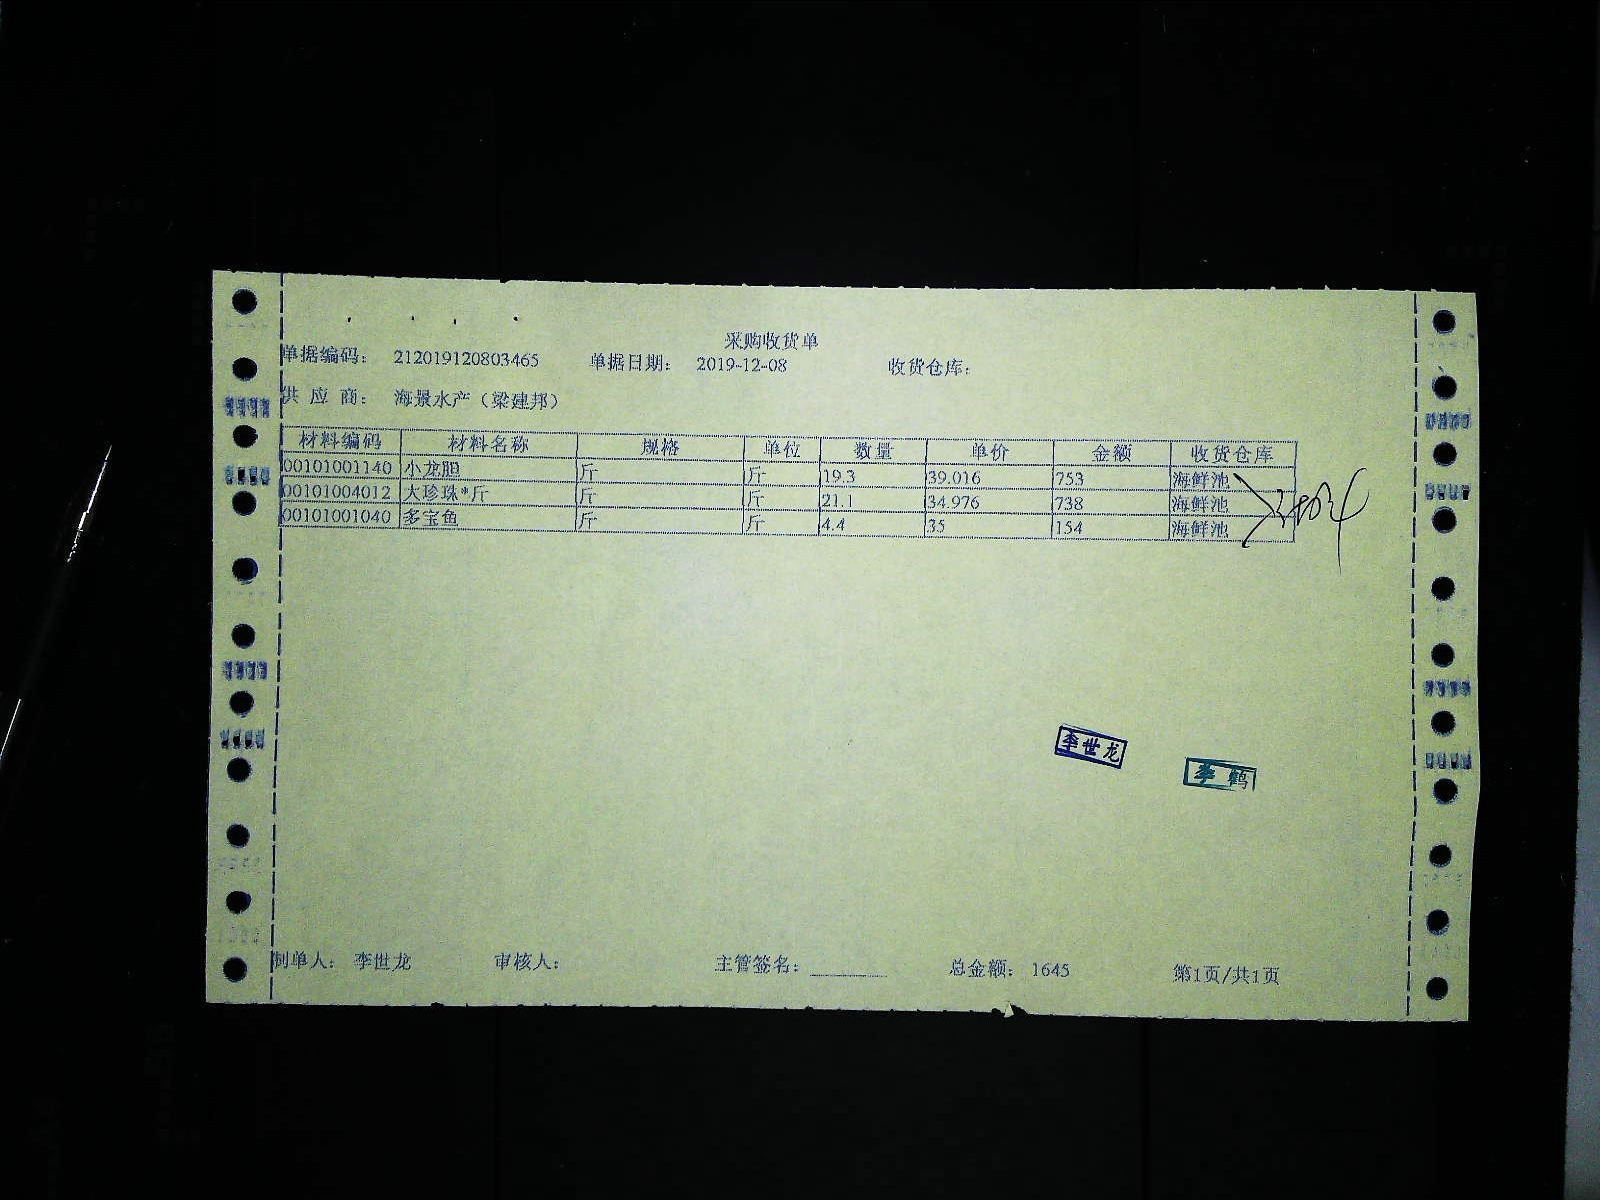 采购收货单
单据编码： 212019120803465 单据日期： 2019-12-08 收货仓库：
供 应 商： 海景水产（梁建邦）
材料编码 材料名称 规格 单位 数量 单价 金额 收货仓库
00101001140 小龙胆 斤 斤 19.3 39.016 753 海鲜池
00101004012 大珍珠*斤 斤 斤 21.1 34.976 738 海鲜池
00101001040 多宝鱼 斤 斤 4.4 35 154 海鲜池
李世龙
李鹤
制单人： 李世龙 审核人： 主管签名： 总金额： 1645 第1页/共1页